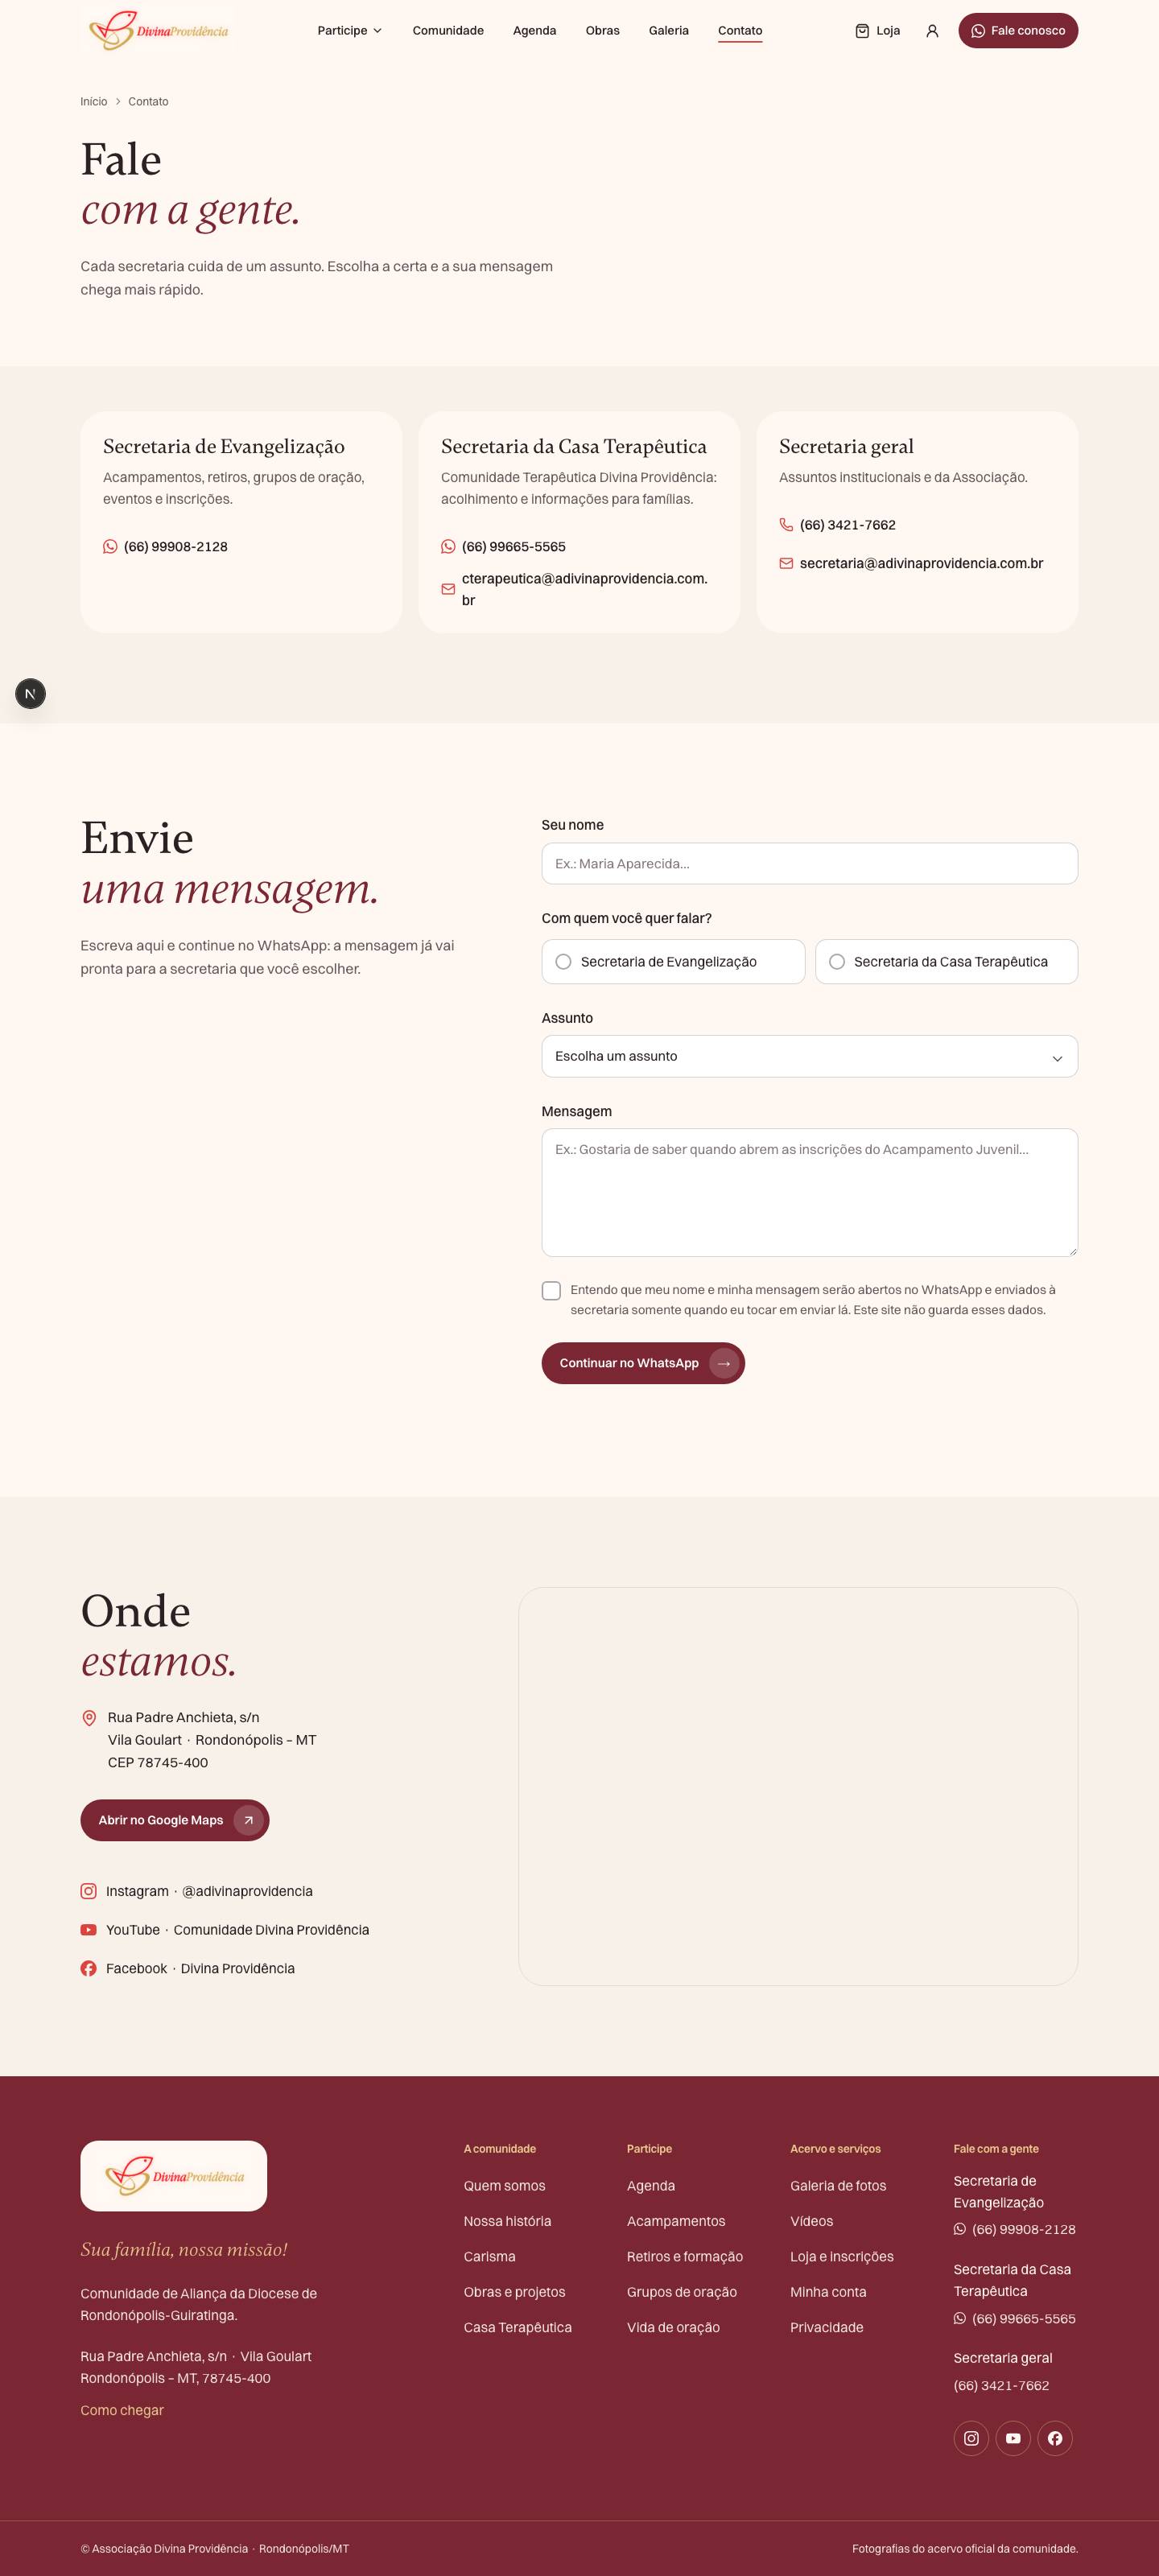 DivinaProvidência
Participe
Comunidade
Agenda
Obras
Galeria
Contato
Loja
Fale conosco
Início
Contato
Fale
com a gente.
Cada secretaria cuida de um assunto. Escolha a certa e a sua mensagem
chega mais rápido.
Secretaria de Evangelização
Acampamentos, retiros, grupos de oração,
eventos e inscrições.
(66) 99908-2128
Secretaria da Casa Terapêutica
Comunidade Terapêutica Divina Providência:
acolhimento e informações para famílias.
(66) 99665-5565
cterapeutica@adivinaprovidencia.com.
br
Secretaria geral
Assuntos institucionais e da Associação.
(66) 3421-7662
secretaria@adivinaprovidencia.com.br
N
Envie
uma mensagem.
Escreva aqui e continue no WhatsApp: a mensagem já vai
pronta para a secretaria que você escolher.
Seu nome
Ex.: Maria Aparecida...
Com quem você quer falar?
Secretaria de Evangelização
Secretaria da Casa Terapêutica
Assunto
Escolha um assunto
Mensagem
Ex.: Gostaria de saber quando abrem as inscrições do Acampamento Juvenil...
Entendo que meu nome e minha mensagem serão abertos no WhatsApp e enviados à
secretaria somente quando eu tocar em enviar lá. Este site não guarda esses dados.
Continuar no WhatsApp →
Onde
estamos.
Rua Padre Anchieta, s/n
Vila Goulart · Rondonópolis – MT
CEP 78745-400
Abrir no Google Maps
Instagram · @adivinaprovidencia
YouTube · Comunidade Divina Providência
Facebook · Divina Providência
DivinaProvidência
Sua família, nossa missão!
Comunidade de Aliança da Diocese de
Rondonópolis-Guiratinga.
Rua Padre Anchieta, s/n · Vila Goulart
Rondonópolis – MT, 78745-400
Como chegar
A comunidade
Quem somos
Nossa história
Carisma
Obras e projetos
Casa Terapêutica
Participe
Agenda
Acampamentos
Retiros e formação
Grupos de oração
Vida de oração
Acervo e serviços
Galeria de fotos
Vídeos
Loja e inscrições
Minha conta
Privacidade
Fale com a gente
Secretaria de
Evangelização
(66) 99908-2128
Secretaria da Casa
Terapêutica
(66) 99665-5565
Secretaria geral
(66) 3421-7662
© Associação Divina Providência · Rondonópolis/MT
Fotografias do acervo oficial da comunidade.